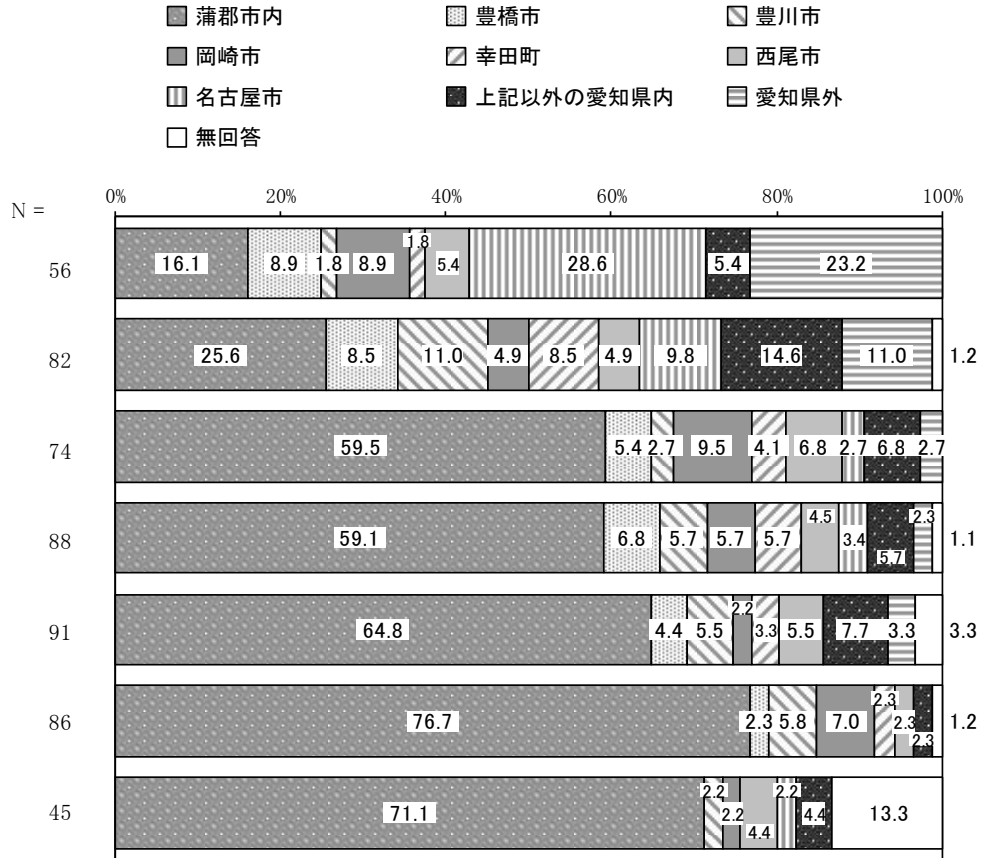 蒲郡市内 豊橋市 豊川市
岡崎市 幸田町 西尾市
名古屋市 上記以外の愛知県内 愛知県外
無回答
0% 20% 40% 60% 80% 100%
N =
56 16.1 8.9 1.8 8.9 1.8 5.4 28.6 5.4 23.2
82 25.6 8.5 11.0 4.9 8.5 4.9 9.8 14.6 11.0 1.2
74 59.5 5.4 2.7 9.5 4.1 6.8 2.7 6.8 2.7
88 59.1 6.8 5.7 5.7 5.7 4.5 3.4 5.7 2.3 1.1
91 64.8 4.4 5.5 2.2 3.3 5.5 7.7 3.3 3.3
86 76.7 2.3 5.8 7.0 2.3 2.3 2.3 1.2
45 71.1 2.2 2.2 4.4 2.2 4.4 13.3